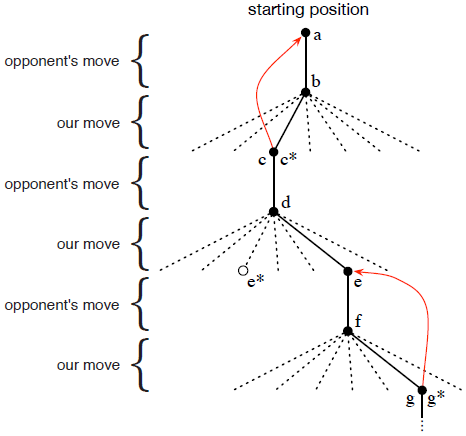 starting position
a
opponent's move
b
our move
c c*
opponent's move
d
our move
e*
e
opponent's move
f
our move
g g*